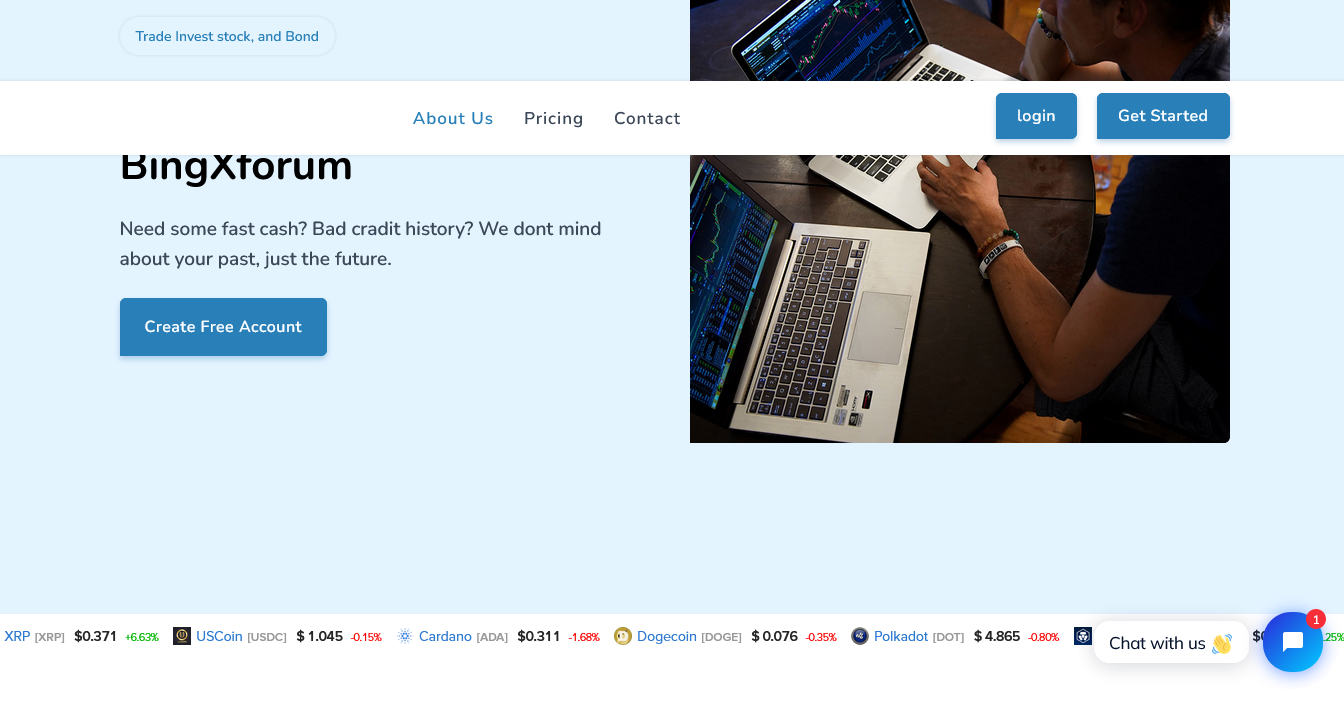 Trade Invest stock, and Bond
About Us Pricing Contact login Get Started
BingXforum
Need some fast cash? Bad cradit history? We dont mind
about your past, just the future.
Create Free Account
XRP [XRP] $0.371 +6.63% USCoin [USDC] $ 1.045 -0.15% Cardano [ADA] $0.311 -1.68% Dogecoin [DOGE] $ 0.076 -0.35% Polkadot [DOT] $ 4.865 -0.80%
Chat with us 👋
1